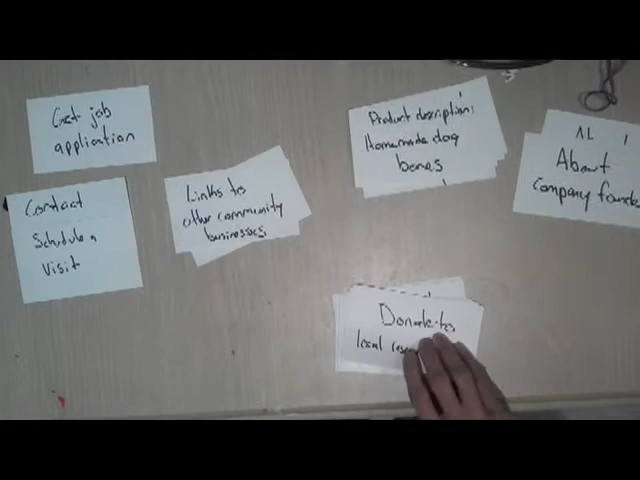 Get job
application
Contact
Schedule a
Visit
Links to
other community
businesses
Product description:
Homemade dog
bones
About
Company founder
Donate to
local